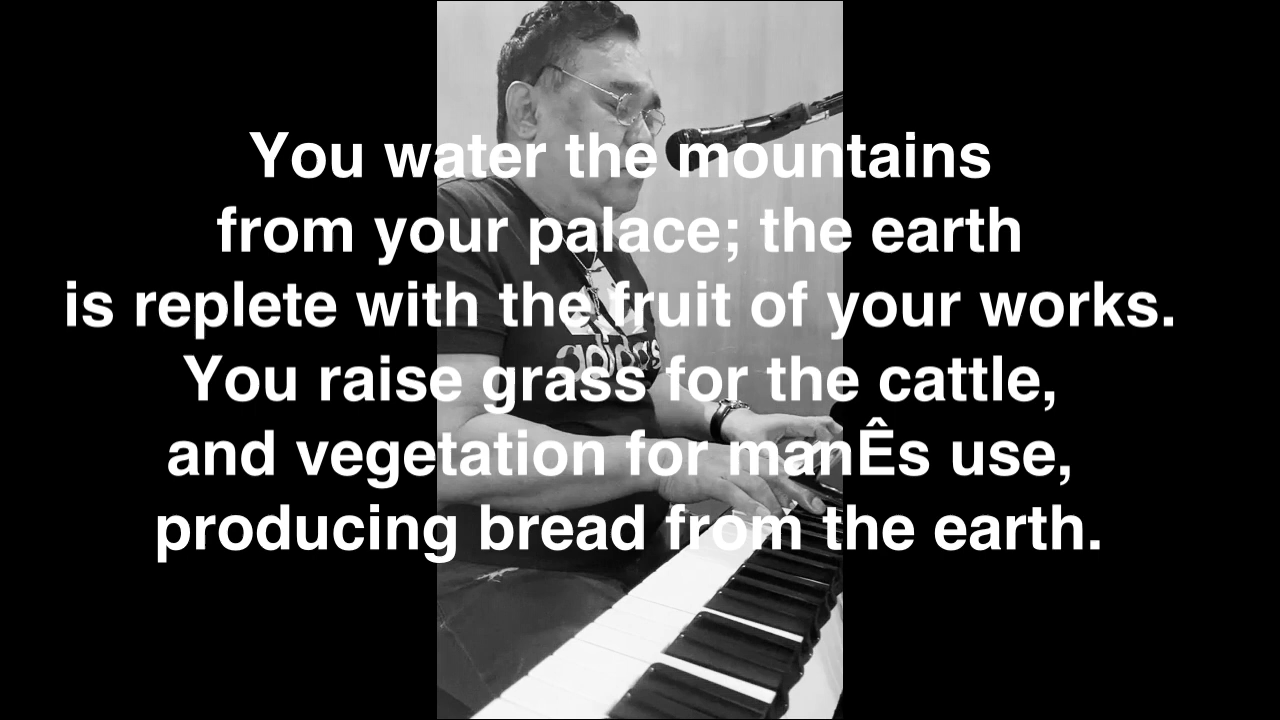 You water the mountains
from your palace; the earth
is replete with the fruit of your works.
You raise grass for the cattle,
and vegetation for manÊs use,
producing bread from the earth.
adidas